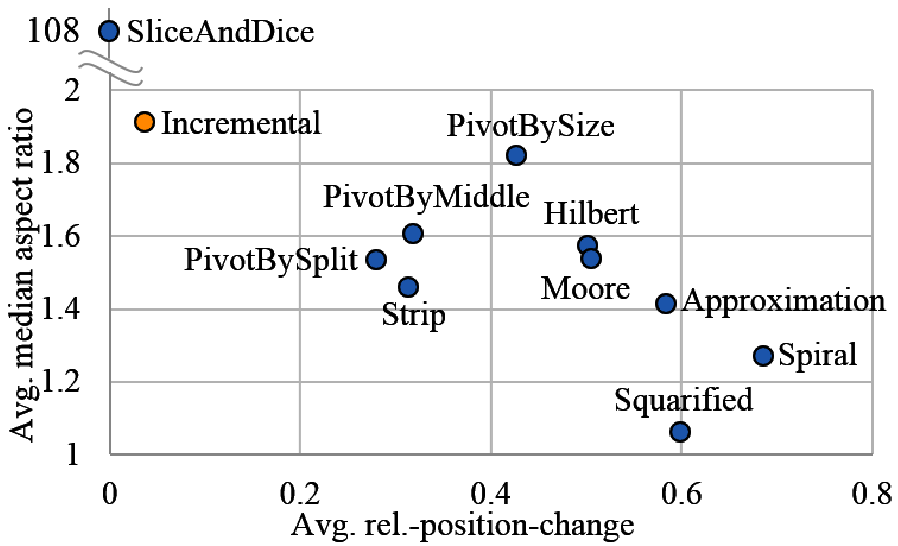 108
SliceAndDice
2
Incremental
PivotBySize
1.8
PivotByMiddle
Hilbert
1.6
PivotBySplit
Moore
Strip
1.4
Approximation
Spiral
1.2
Squarified
1
Avg. median aspect ratio
0 0.2 0.4 0.6 0.8
Avg. rel.-position-change